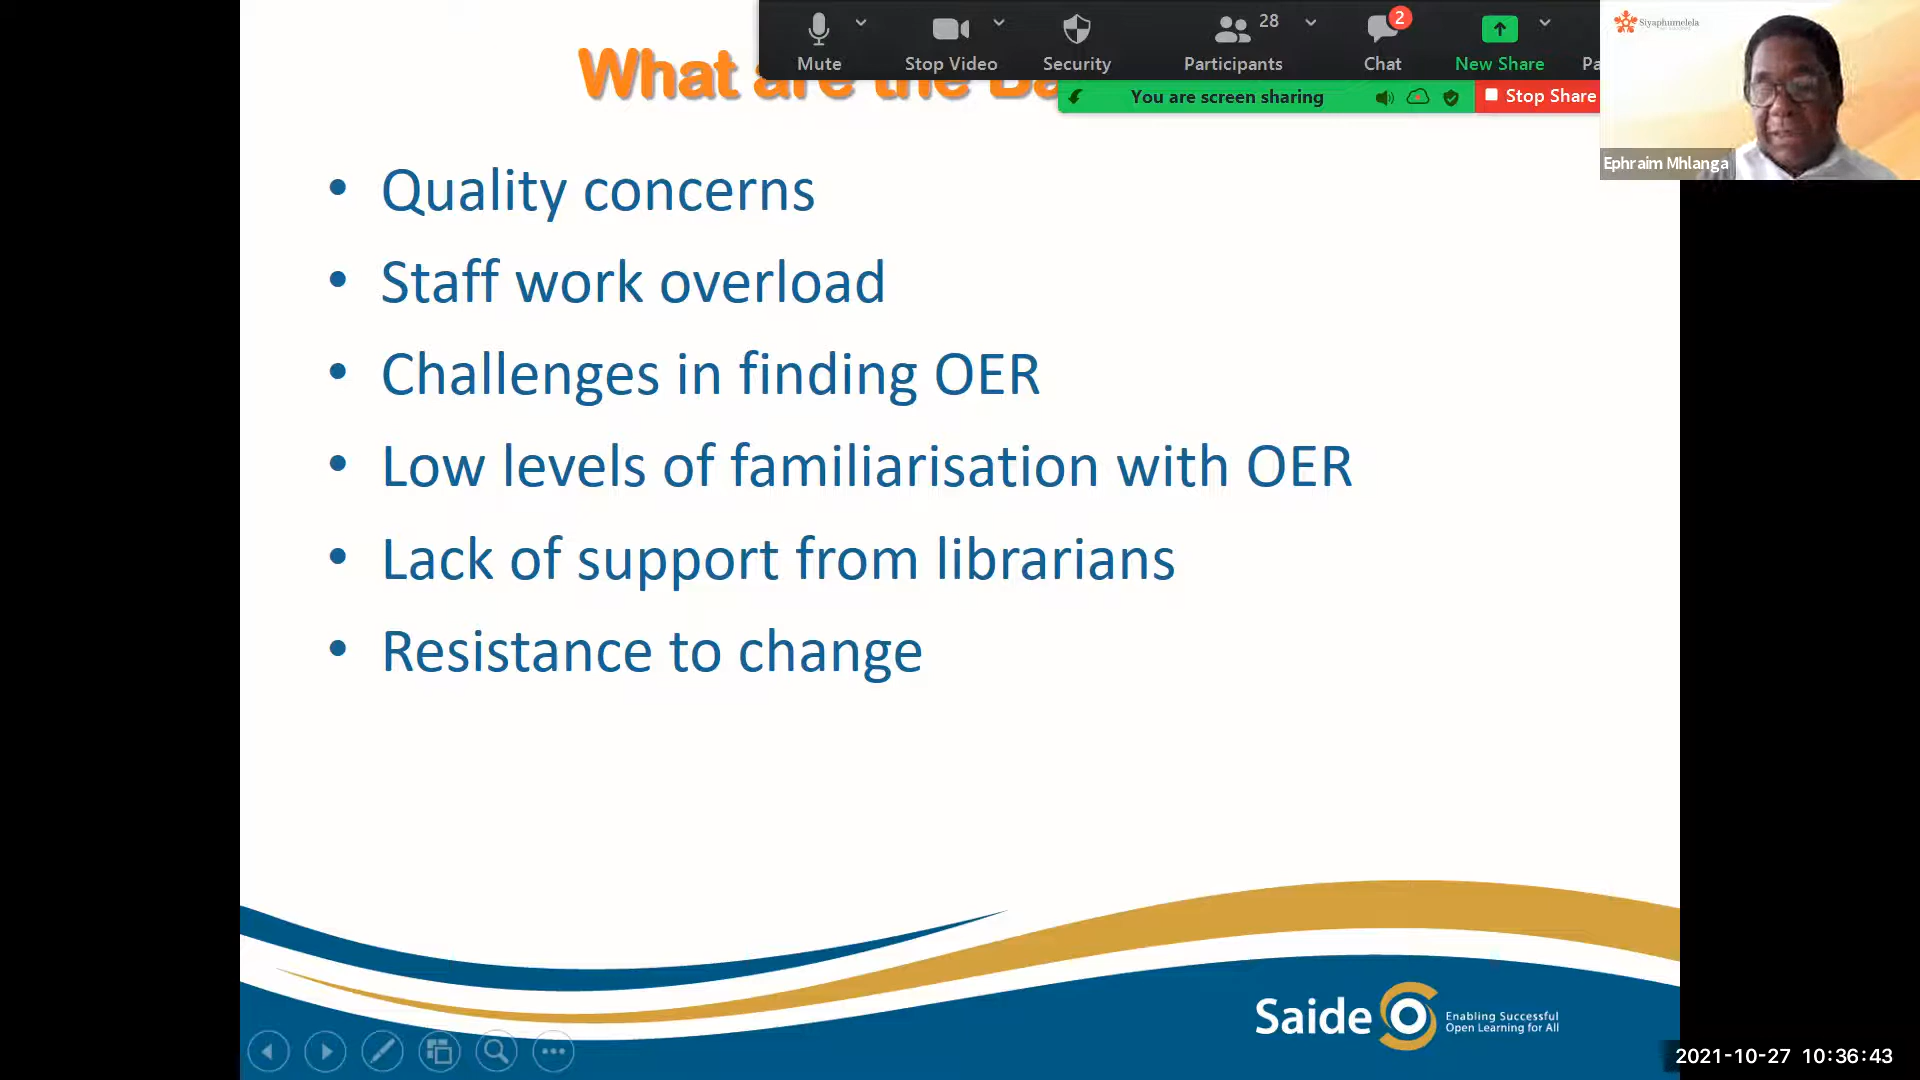 What are the Ba
Mute
Stop Video
Security
Participants
28
Chat
2
New Share
Pa
You are screen sharing
Stop Share
Siyaphumelela
Ephraim Mhlanga
• Quality concerns
• Staff work overload
• Challenges in finding OER
• Low levels of familiarisation with OER
• Lack of support from librarians
• Resistance to change
Saide
Enabling Successful
Open Learning for All
2021-10-27 10:36:43